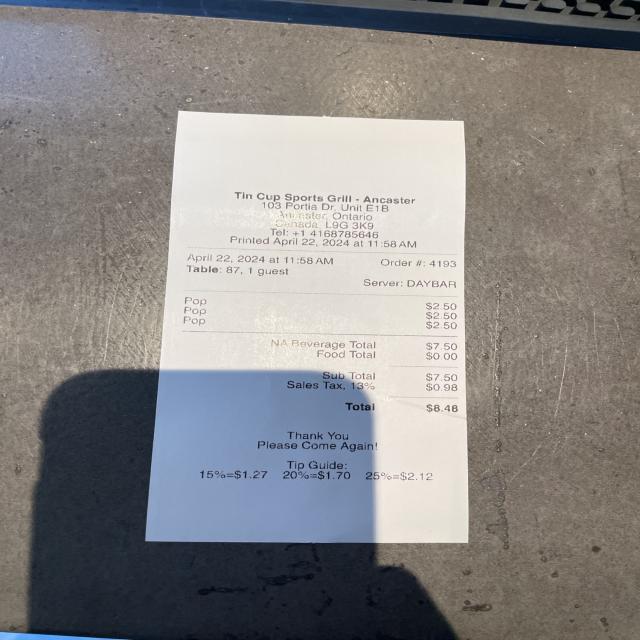 Tin Cup Sports Grill - Ancaster
103 Portia Dr, Unit E1B
Ancaster, Ontario
Canada, L9G 3K9
Tel: +1 4168785646
Printed April 22, 2024 at 11:58 AM
April 22, 2024 at 11:58 AM Order #: 4193
Table: 87, 1 guest
Server: DAYBAR
Pop $2.50
Pop $2.50
Pop $2.50
NA Beverage Total $7.50
Food Total $0.00
Sub Total $7.50
Sales Tax, 13% $0.98
Total $8.48
Thank You
Please Come Again!
Tip Guide:
15%=$1.27 20%=$1.70 25%=$2.12